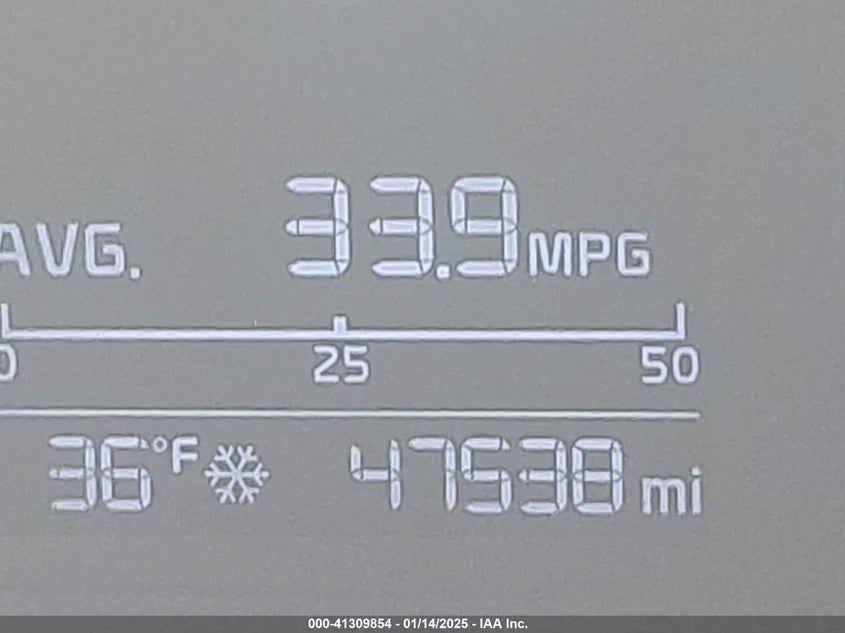 AVG. 33.9 MPG
0 25 50
36°F 47538 mi
000-41309854 - 01/14/2025 - IAA Inc.